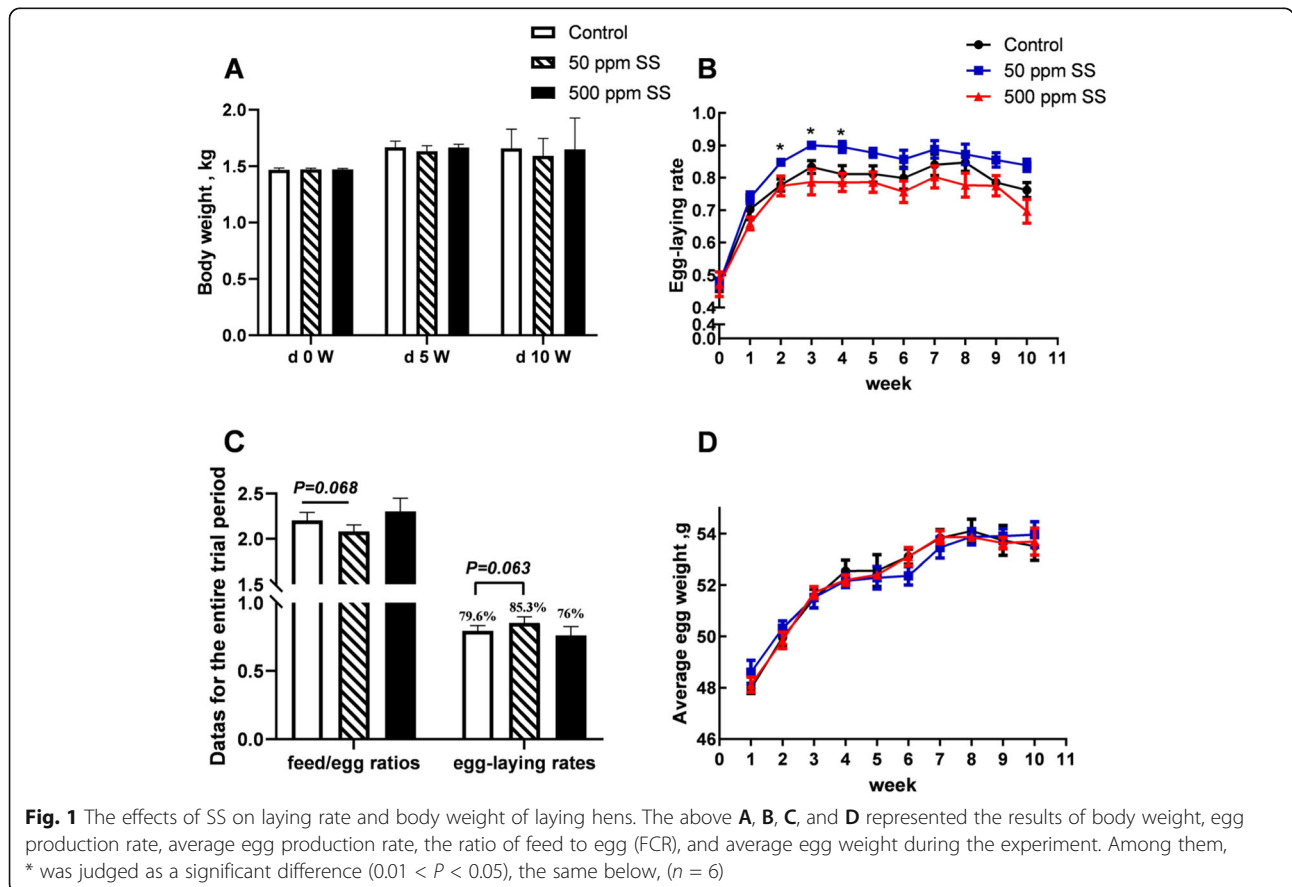 Control
50 ppm SS
500 ppm SS
A
Body weight , kg
2.0
1.5
1.0
0.5
0.0
d 0 W
d 5 W
d 10 W
Control
50 ppm SS
500 ppm SS
B
Egg-laying rate
1.0
0.9
0.8
0.7
0.6
0.5
0.4
0.4
0.0
* * *
0 1 2 3 4 5 6 7 8 9 10 11
week
C
Datas for the entire trial period
2.5
2.0
1.5
1.0
0.5
0.0
P=0.068
P=0.063
79.6% 85.3% 76%
feed/egg ratios
egg-laying rates
D
Average egg weight ,g
54
52
50
48
46
0 1 2 3 4 5 6 7 8 9 10 11
week
Fig. 1 The effects of SS on laying rate and body weight of laying hens. The above A, B, C, and D represented the results of body weight, egg
production rate, average egg production rate, the ratio of feed to egg (FCR), and average egg weight during the experiment. Among them,
* was judged as a significant difference (0.01 < P < 0.05), the same below, (n = 6)